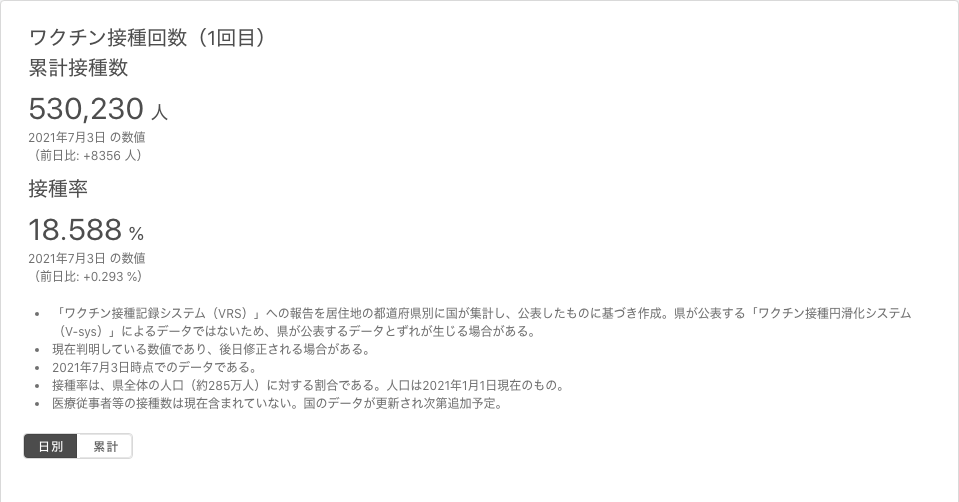 ワクチン接種回数（1回目）
累計接種数
530,230 人
2021年7月3日 の数値
（前日比: +8356 人）
接種率
18.588 %
2021年7月3日 の数値
（前日比: +0.293 %）
• 「ワクチン接種記録システム（VRS）」への報告を居住地の都道府県別に国が集計し、公表したものに基づき作成。県が公表する「ワクチン接種円滑化システム
（V-sys）」によるデータではないため、県が公表するデータとずれが生じる場合がある。
• 現在判明している数値であり、後日修正される場合がある。
• 2021年7月3日時点でのデータである。
• 接種率は、県全体の人口（約285万人）に対する割合である。人口は2021年1月1日現在のもの。
• 医療従事者等の接種数は現在含まれていない。国のデータが更新され次第追加予定。
日別 累計